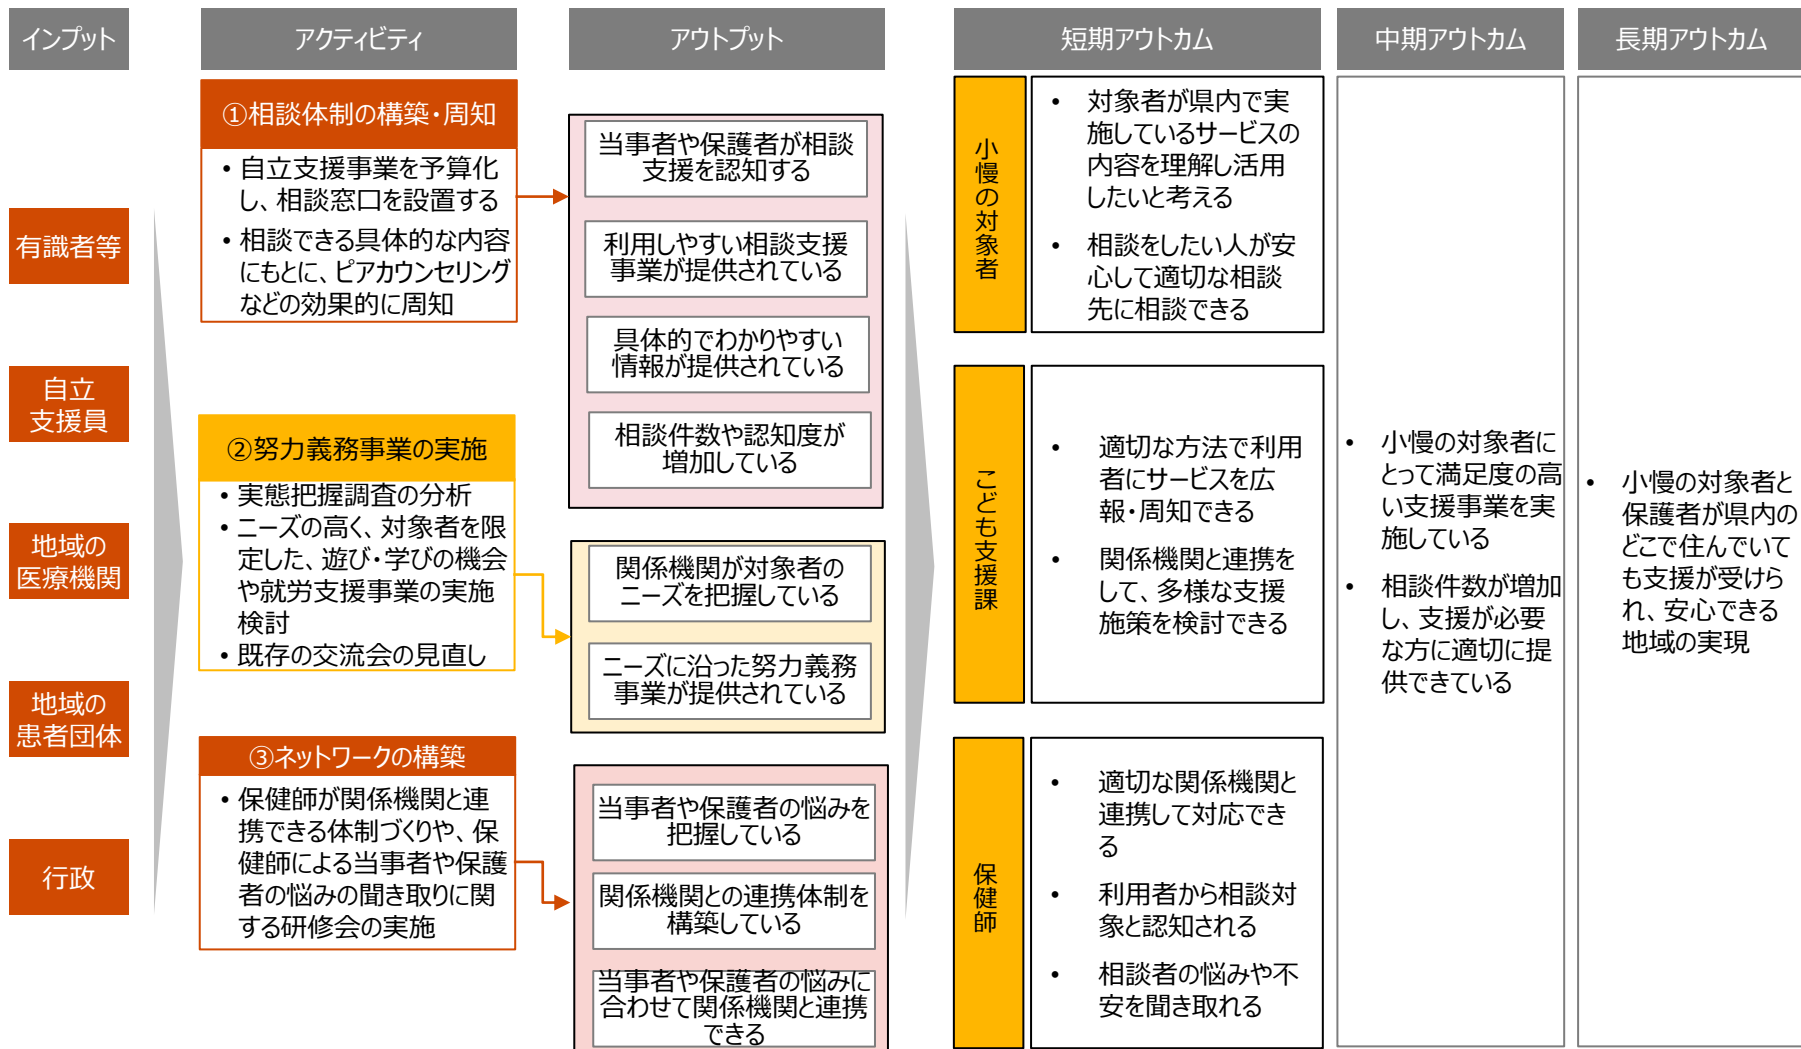 インプット
アクティビティ
アウトプット
短期アウトカム
中期アウトカム
長期アウトカム
有識者等
自立
支援員
地域の
医療機関
地域の
患者団体
行政
①相談体制の構築・周知
• 自立支援事業を予算化
し、相談窓口を設置する
• 相談できる具体的な内容
にもとに、ピアカウンセリング
などの効果的に周知
②努力義務事業の実施
• 実態把握調査の分析
• ニーズの高く、対象者を限
定した、遊び・学びの機会
や就労支援事業の実施
検討
• 既存の交流会の見直し
③ネットワークの構築
• 保健師が関係機関と連
携できる体制づくりや、保
健師による当事者や保護
者の悩みの聞き取りに関
する研修会の実施
当事者や保護者が相談
支援を認知する
利用しやすい相談支援
事業が提供されている
具体的でわかりやすい
情報が提供されている
相談件数や認知度が
増加している
関係機関が対象者の
ニーズを把握している
ニーズに沿った努力義務
事業が提供されている
当事者や保護者の悩みを
把握している
関係機関との連携体制を
構築している
当事者や保護者の悩みに
合わせて関係機関と連携
できる
小慢の対象者
• 対象者が県内で実
施しているサービスの
内容を理解し活用
したいと考える
• 相談をしたい人が安
心して適切な相談
先に相談できる
こども支援課
• 適切な方法で利用
者にサービスを広
報・周知できる
• 関係機関と連携を
して、多様な支援
施策を検討できる
保健師
• 適切な関係機関と
連携して対応でき
る
• 利用者から相談対
象と認知される
• 相談者の悩みや不
安を聞き取れる
• 小慢の対象者に
とって満足度の高
い支援事業を実
施している
• 相談件数が増加
し、支援が必要
な方に適切に提
供できている
• 小慢の対象者と
保護者が県内の
どこで住んでいて
も支援が受けら
れ、安心できる
地域の実現